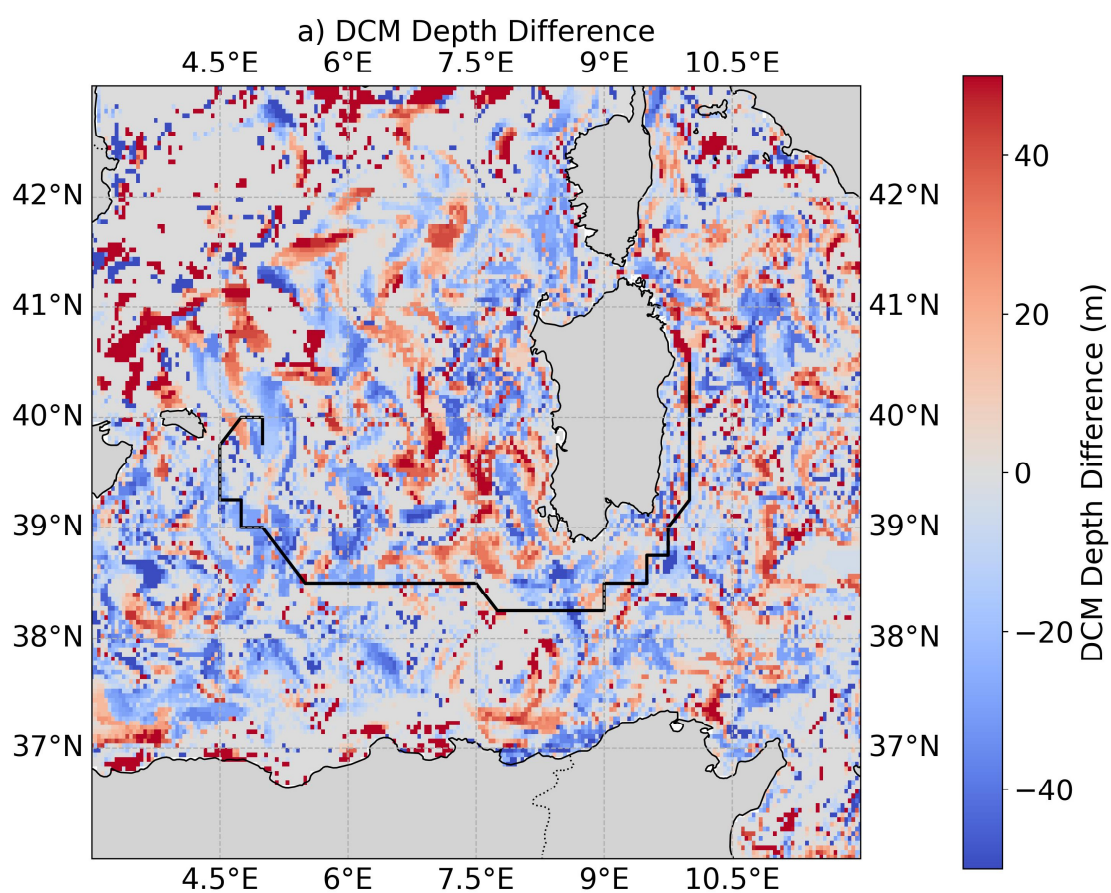 a) DCM Depth Difference
4.5°E 6°E 7.5°E 9°E 10.5°E
42°N 42°N
41°N 41°N
40°N 40°N
39°N 39°N
38°N 38°N
37°N 37°N
4.5°E 6°E 7.5°E 9°E 10.5°E
40
20
0
−20
−40
DCM Depth Difference (m)